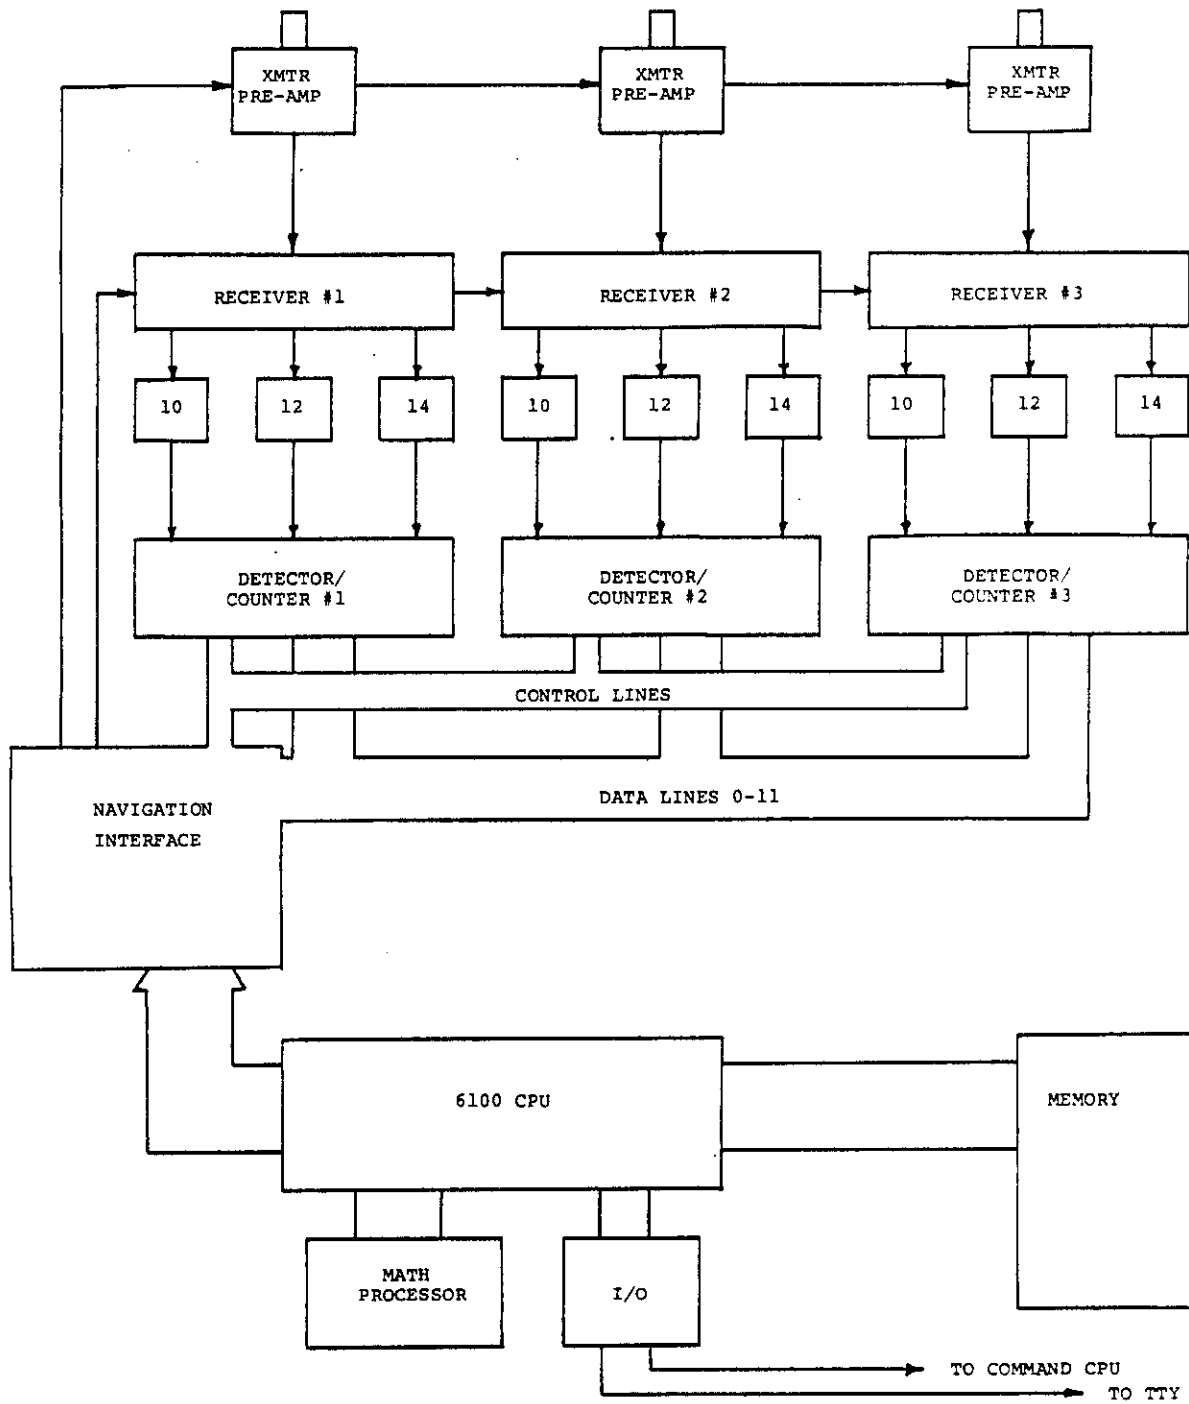 XMTR
PRE-AMP
XMTR
PRE-AMP
XMTR
PRE-AMP
RECEIVER #1
RECEIVER #2
RECEIVER #3
10
12
14
10
12
14
10
12
14
DETECTOR/
COUNTER #1
DETECTOR/
COUNTER #2
DETECTOR/
COUNTER #3
CONTROL LINES
DATA LINES 0-11
NAVIGATION
INTERFACE
6100 CPU
MEMORY
MATH
PROCESSOR
I/O
TO COMMAND CPU
TO TTY